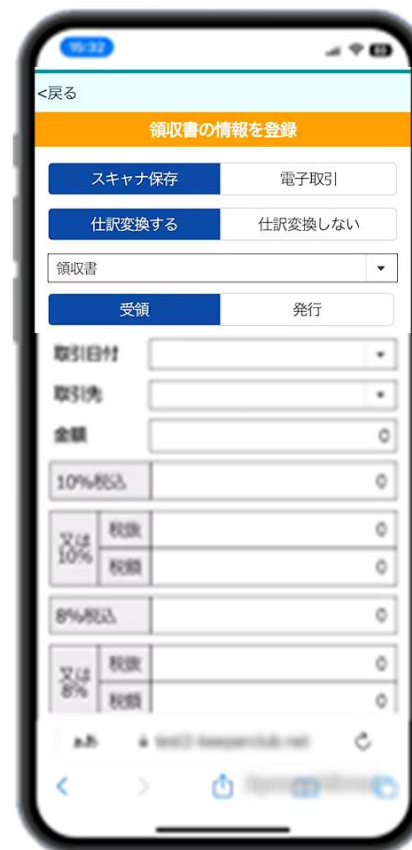 15:32
<戻る
領収書の情報を登録
スキャナ保存 電子取引
仕訳変換する 仕訳変換しない
領収書
受領 発行
取引日付
取引先
金額 0
10%税込 0
又は10% 税抜 0
税額 0
8%税込 0
又は8% 税抜 0
税額 0
ぁあ